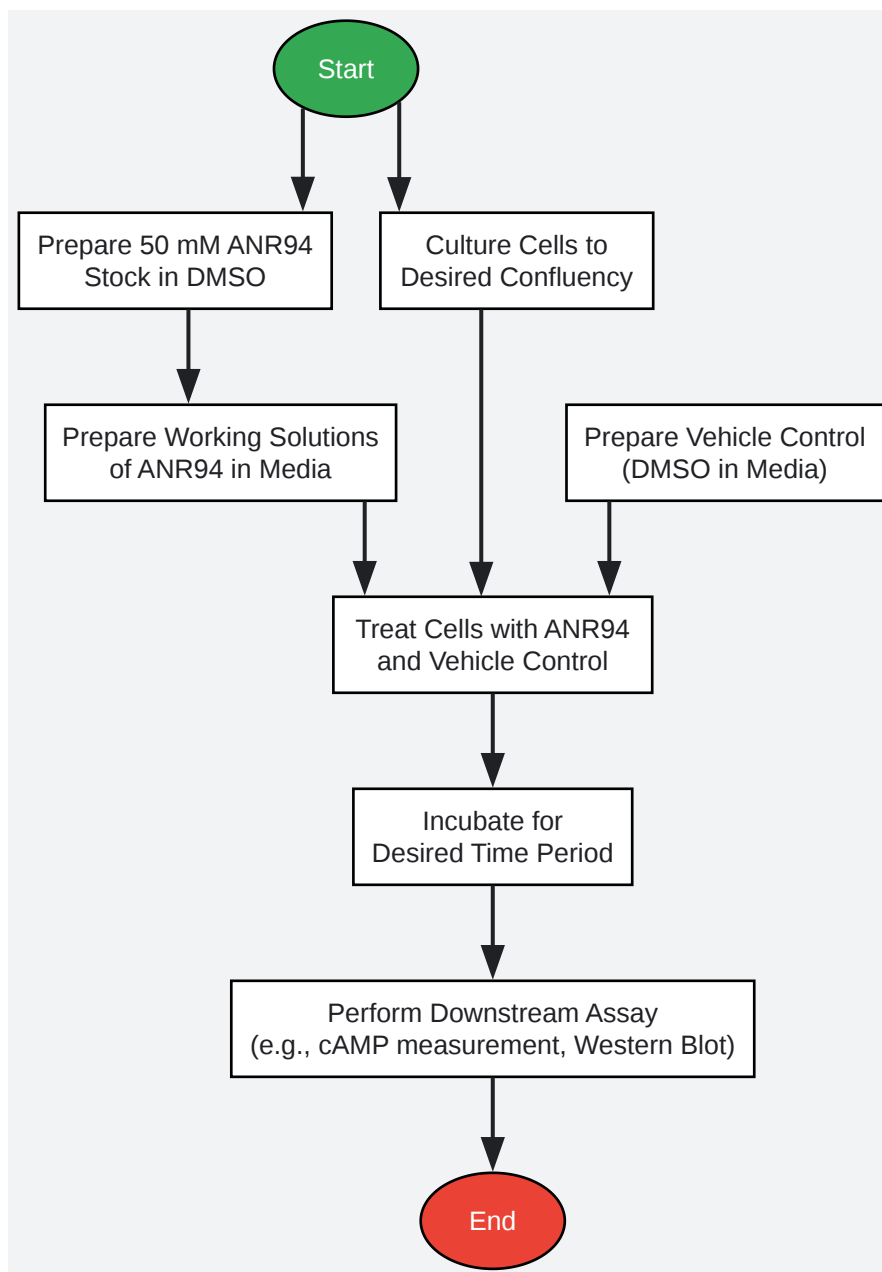 Start
Prepare 50 mM ANR94
Stock in DMSO
Culture Cells to
Desired Confluency
Prepare Working Solutions
of ANR94 in Media
Prepare Vehicle Control
(DMSO in Media)
Treat Cells with ANR94
and Vehicle Control
Incubate for
Desired Time Period
Perform Downstream Assay
(e.g., cAMP measurement, Western Blot)
End